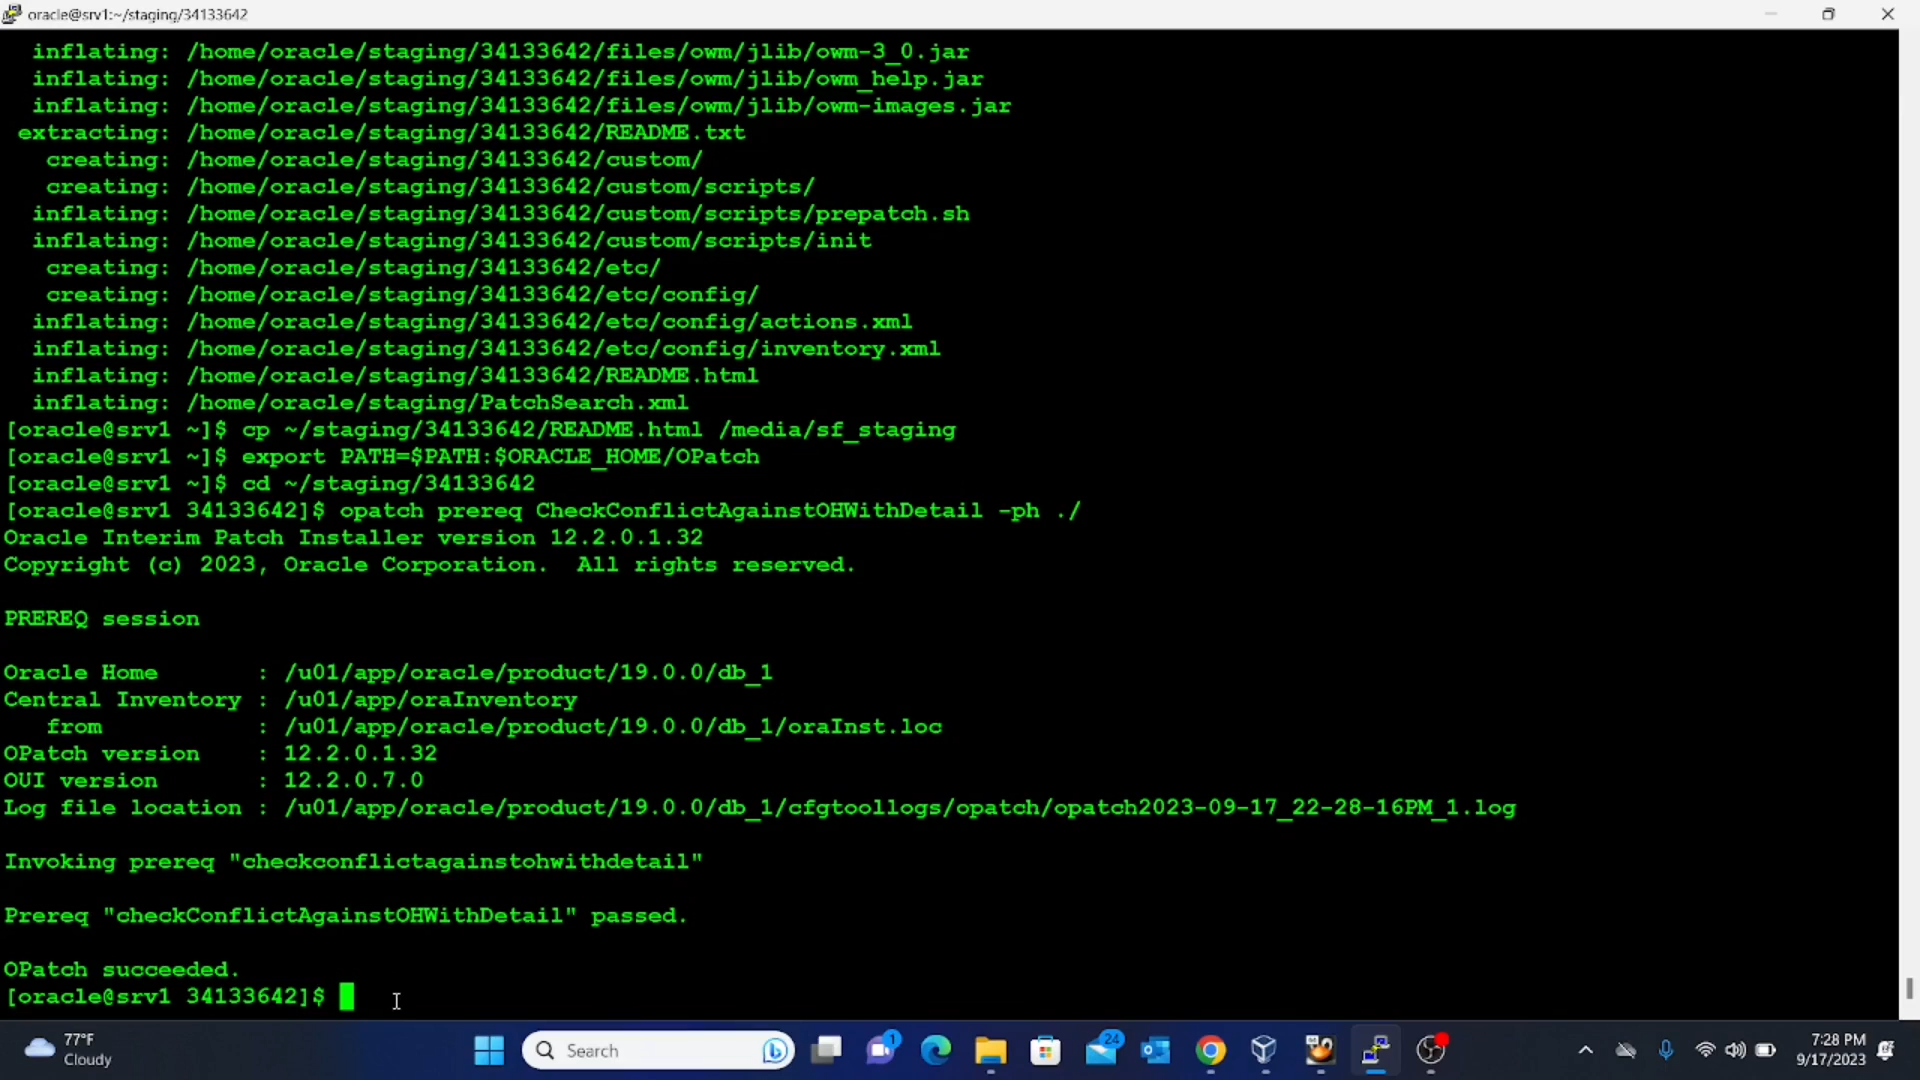 oracle@srv1:~/staging/34133642
inflating: /home/oracle/staging/34133642/files/owm/jlib/owm-3_0.jar
inflating: /home/oracle/staging/34133642/files/owm/jlib/owm_help.jar
inflating: /home/oracle/staging/34133642/files/owm/jlib/owm-images.jar
extracting: /home/oracle/staging/34133642/README.txt
creating: /home/oracle/staging/34133642/custom/
creating: /home/oracle/staging/34133642/custom/scripts/
inflating: /home/oracle/staging/34133642/custom/scripts/prepatch.sh
inflating: /home/oracle/staging/34133642/custom/scripts/init
creating: /home/oracle/staging/34133642/etc/
creating: /home/oracle/staging/34133642/etc/config/
inflating: /home/oracle/staging/34133642/etc/config/actions.xml
inflating: /home/oracle/staging/34133642/etc/config/inventory.xml
inflating: /home/oracle/staging/34133642/README.html
inflating: /home/oracle/staging/PatchSearch.xml
[oracle@srv1 ~]$ cp ~/staging/34133642/README.html /media/sf_staging
[oracle@srv1 ~]$ export PATH=$PATH:$ORACLE_HOME/OPatch
[oracle@srv1 ~]$ cd ~/staging/34133642
[oracle@srv1 34133642]$ opatch prereq CheckConflictAgainstOHWithDetail -ph ./
Oracle Interim Patch Installer version 12.2.0.1.32
Copyright (c) 2023, Oracle Corporation.  All rights reserved.
PREREQ session
Oracle Home       : /u01/app/oracle/product/19.0.0/db_1
Central Inventory : /u01/app/oraInventory
from           : /u01/app/oracle/product/19.0.0/db_1/oraInst.loc
OPatch version    : 12.2.0.1.32
OUI version       : 12.2.0.7.0
Log file location : /u01/app/oracle/product/19.0.0/db_1/cfgtoollogs/opatch/opatch2023-09-17_22-28-16PM_1.log
Invoking prereq "checkconflictagainstohwithdetail"
Prereq "checkConflictAgainstOHWithDetail" passed.
OPatch succeeded.
[oracle@srv1 34133642]$
77°F
Cloudy
Search
1
24
7:28 PM
9/17/2023